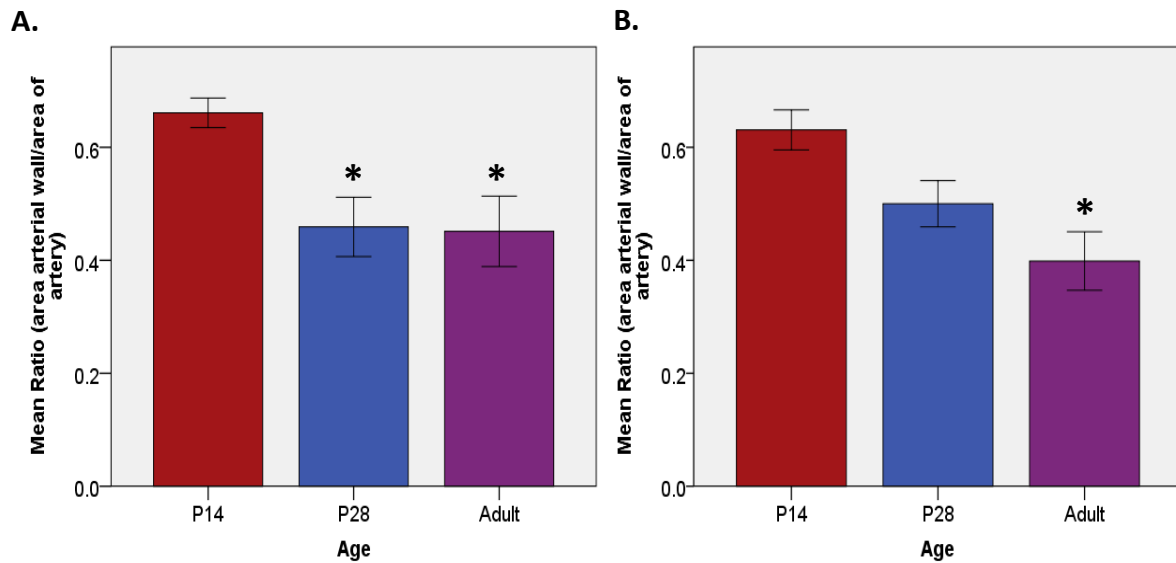 A.
Mean Ratio (area arterial wall/area of
artery)
0.6
0.4
0.2
0.0
*
*
P14 P28 Adult
Age
B.
Mean Ratio (area arterial wall/area of
artery)
0.6
0.4
0.2
0.0
*
P14 P28 Adult
Age